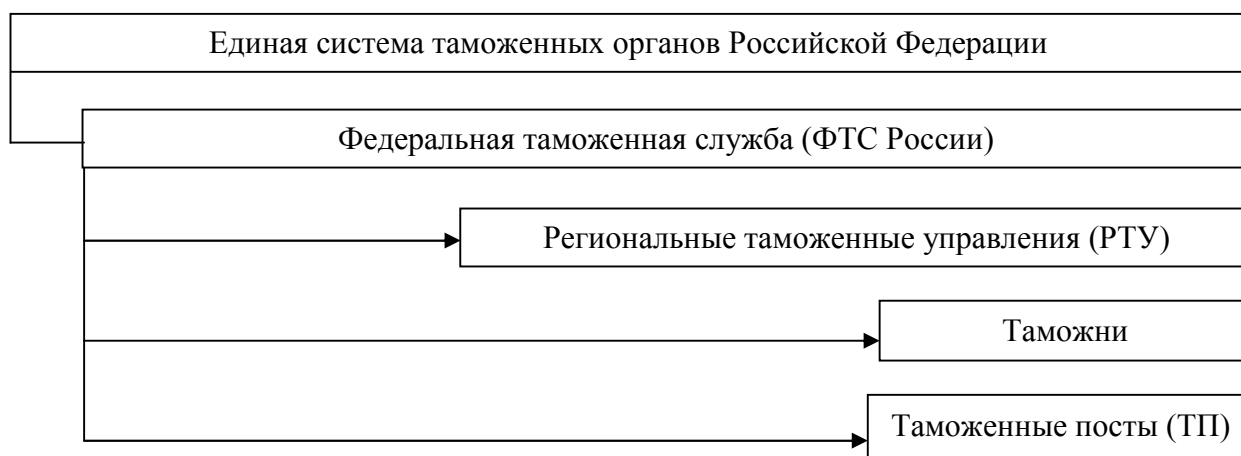 Единая система таможенных органов Российской Федерации
Федеральная таможенная служба (ФТС России)
Региональные таможенные управления (РТУ)
Таможни
Таможенные посты (ТП)